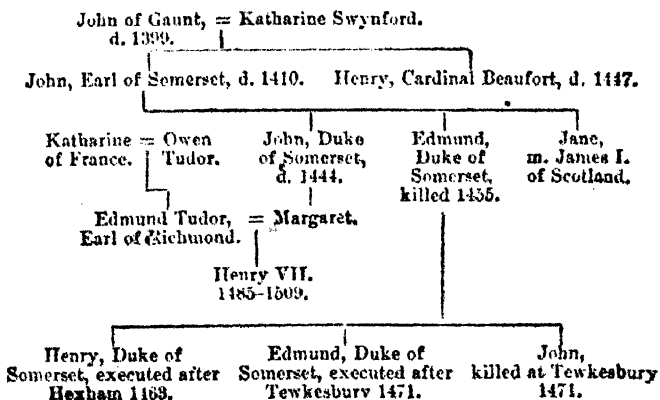 John of Gaunt, = Katharine Swynford.
d. 1399.
John, Earl of Somerset, d. 1410. Henry, Cardinal Beaufort, d. 1447.
Katharine = Owen John, Duke Edmund, Jane,
of France. Tudor. of Somerset, Duke of m. James I.
d. 1444. Somerset, of Scotland.
killed 1455.
Edmund Tudor, = Margaret.
Earl of Richmond.
Henry VII.
1485-1509.
Henry, Duke of Edmund, Duke of John,
Somerset, executed after Somerset, executed after killed at Tewkesbury
Hexham 1463. Tewkesbury 1471. 1471.